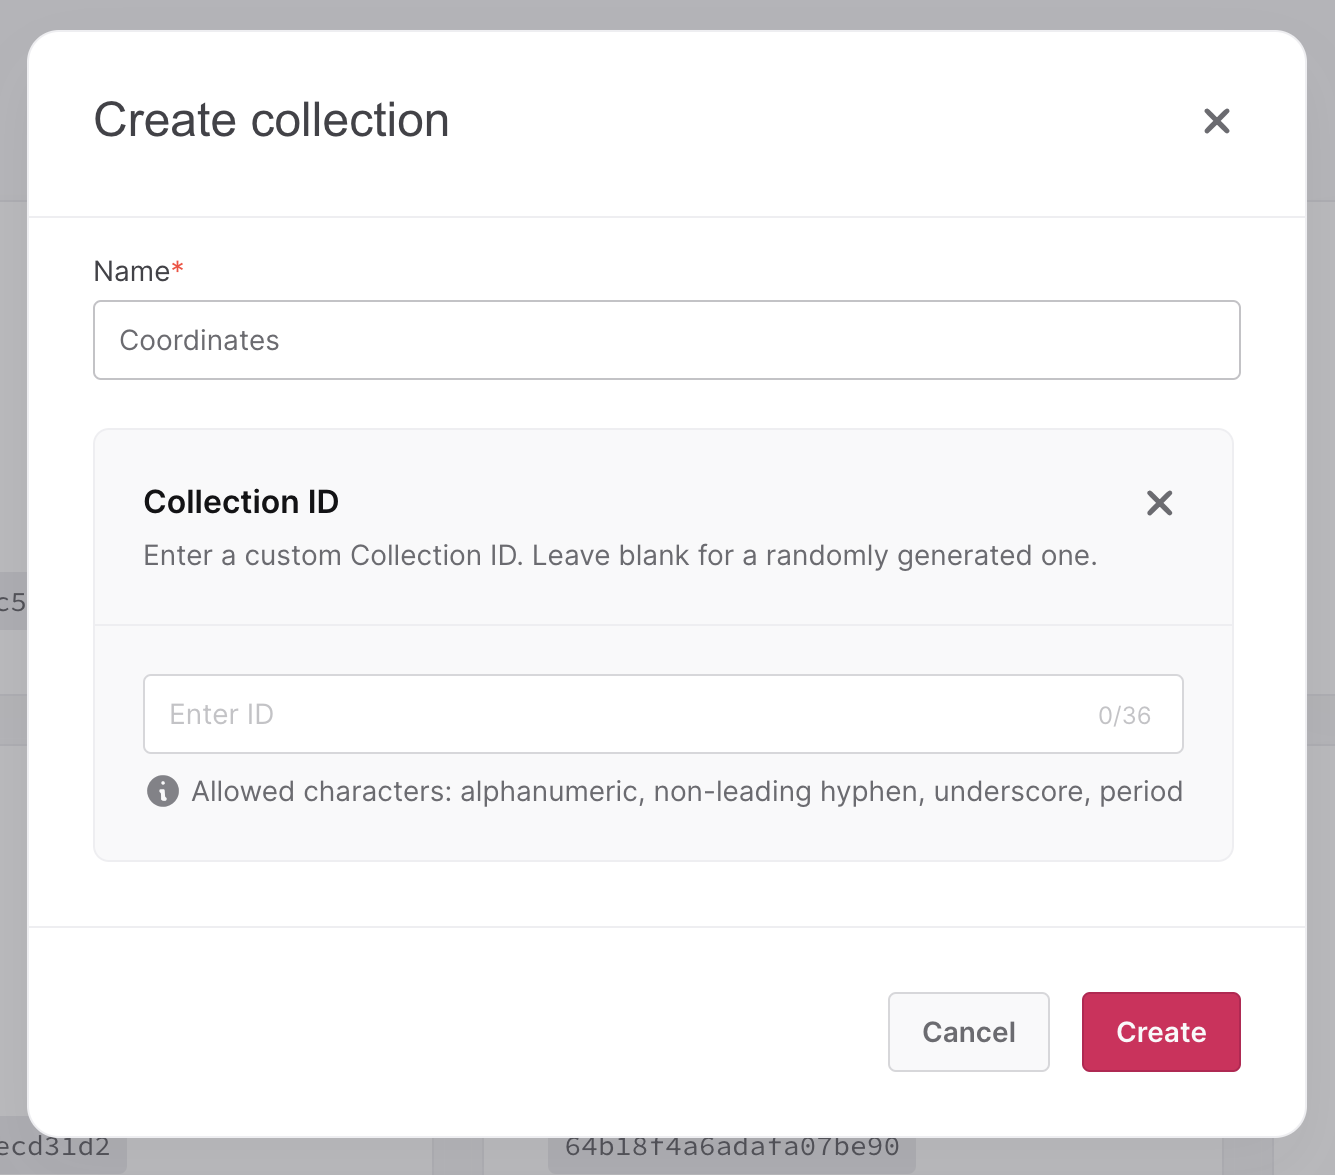 Create collection
Name*
Coordinates
Collection ID
Enter a custom Collection ID. Leave blank for a randomly generated one.
c5
Enter ID 0/36
Allowed characters: alphanumeric, non-leading hyphen, underscore, period
Cancel Create
ecd31d2 64b18f4a6adafa07be90